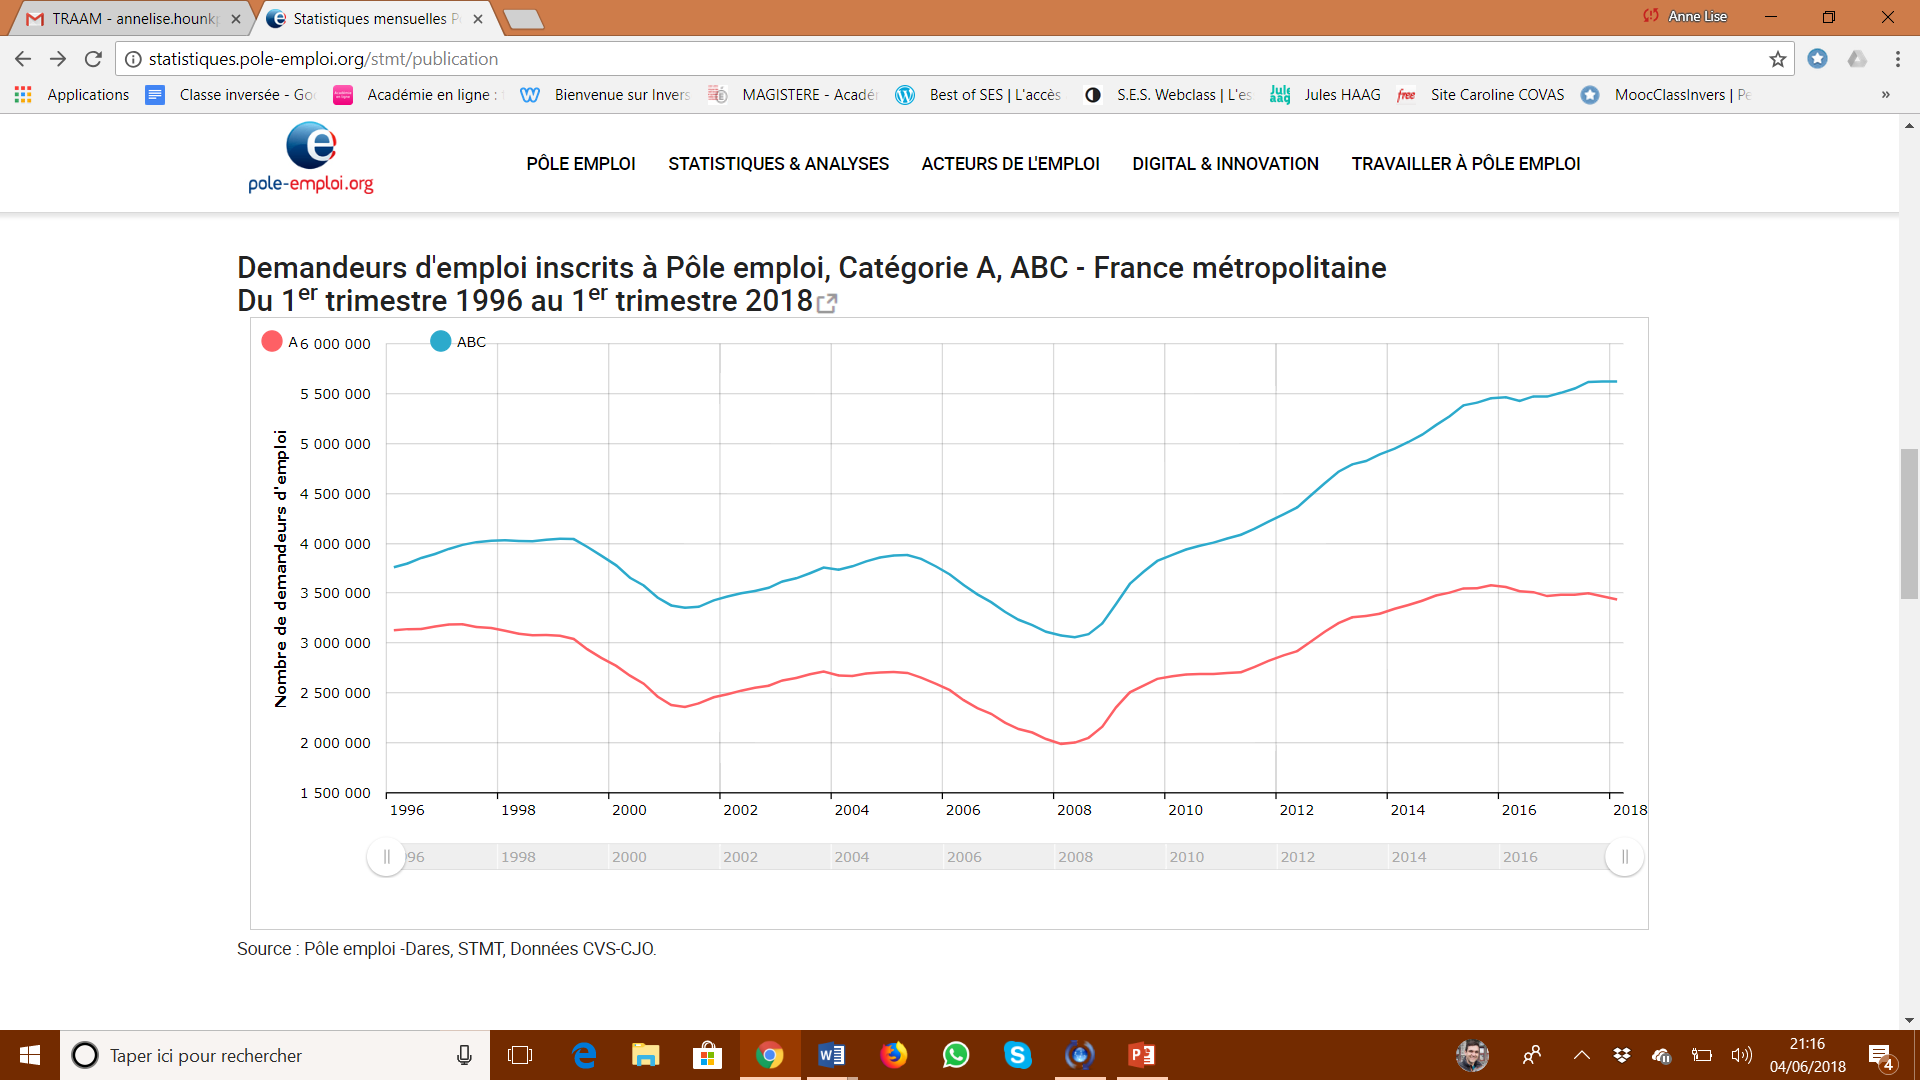 TRAAM - annelise.hounkp
Statistiques mensuelles P
Anne Lise
statistiques.pole-emploi.org/stmt/publication
Applications
Classe inversée - Goo
Académie en ligne :
Bienvenue sur Invers
MAGISTERE - Acadé
Best of SES | L'accès
S.E.S. Webclass | L'es
Jules HAAG
free
Site Caroline COVAS
MoocClassInvers | Pe
»
e
pole-emploi.org
PÔLE EMPLOI
STATISTIQUES & ANALYSES
ACTEURS DE L'EMPLOI
DIGITAL & INNOVATION
TRAVAILLER À PÔLE EMPLOI
Demandeurs d'emploi inscrits à Pôle emploi, Catégorie A, ABC - France métropolitaine
Du 1er trimestre 1996 au 1er trimestre 2018
A
ABC
Nombre de demandeurs d'emploi
6 000 000
5 500 000
5 000 000
4 500 000
4 000 000
3 500 000
3 000 000
2 500 000
2 000 000
1 500 000
1996 1998 2000 2002 2004 2006 2008 2010 2012 2014 2016 2018
96 1998 2000 2002 2004 2006 2008 2010 2012 2014 2016
Source : Pôle emploi -Dares, STMT, Données CVS-CJO.
Taper ici pour rechercher
21:16
04/06/2018
4